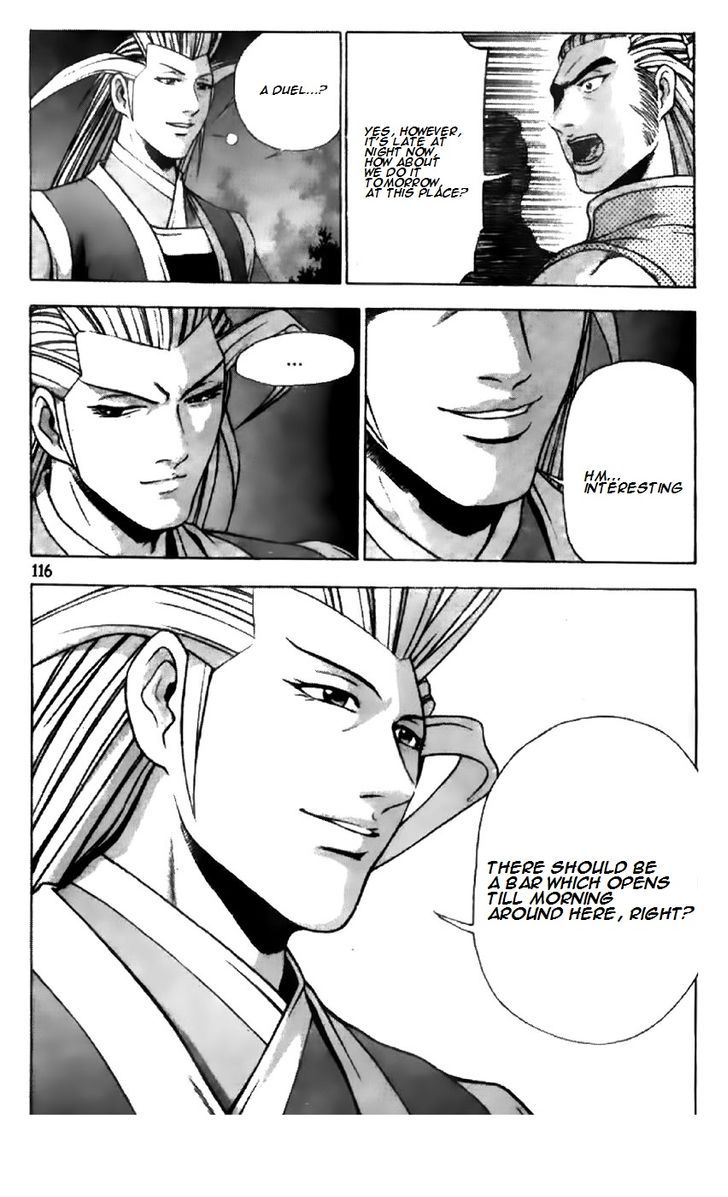 A DUEL...?
YES, HOWEVER,
IT'S LATE AT
NIGHT NOW.
HOW ABOUT
WE DO IT
TOMORROW,
AT THIS PLACE?
...
HM...
INTERESTING
116
THERE SHOULD BE
A BAR WHICH OPENS
TILL MORNING
AROUND HERE, RIGHT?